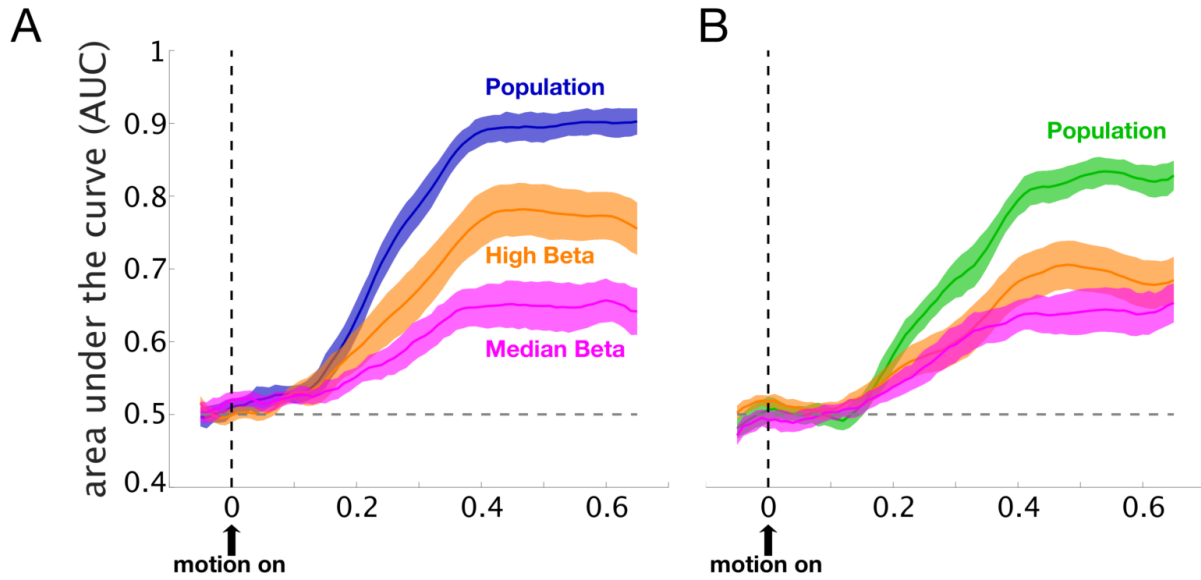 A
B
area under the curve (AUC)
1
0.9
0.8
0.7
0.6
0.5
0.4
Population
High Beta
Median Beta
0
0.2
0.4
0.6
motion on
Population
0
0.2
0.4
0.6
motion on